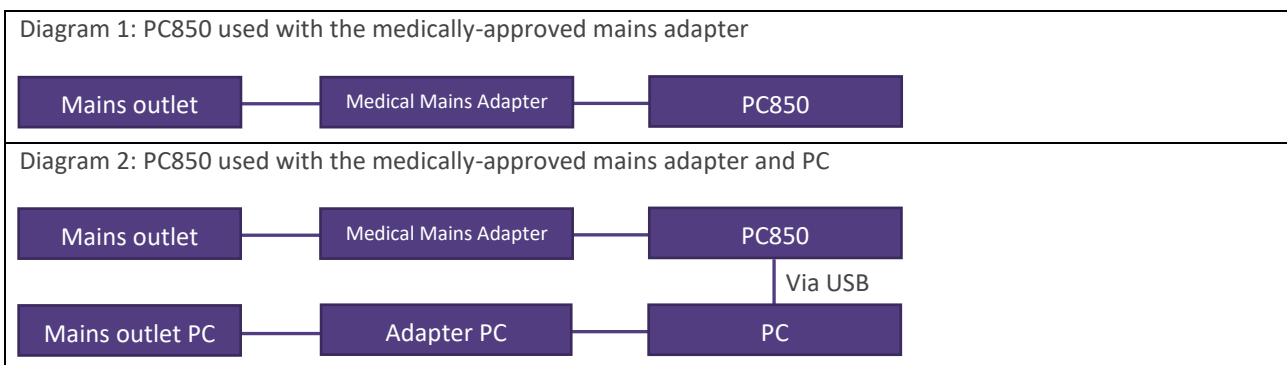 Diagram 1: PC850 used with the medically-approved mains adapter
Mains outlet
Medical Mains Adapter
PC850
Diagram 2: PC850 used with the medically-approved mains adapter and PC
Mains outlet
Medical Mains Adapter
PC850
Via USB
Mains outlet PC
Adapter PC
PC